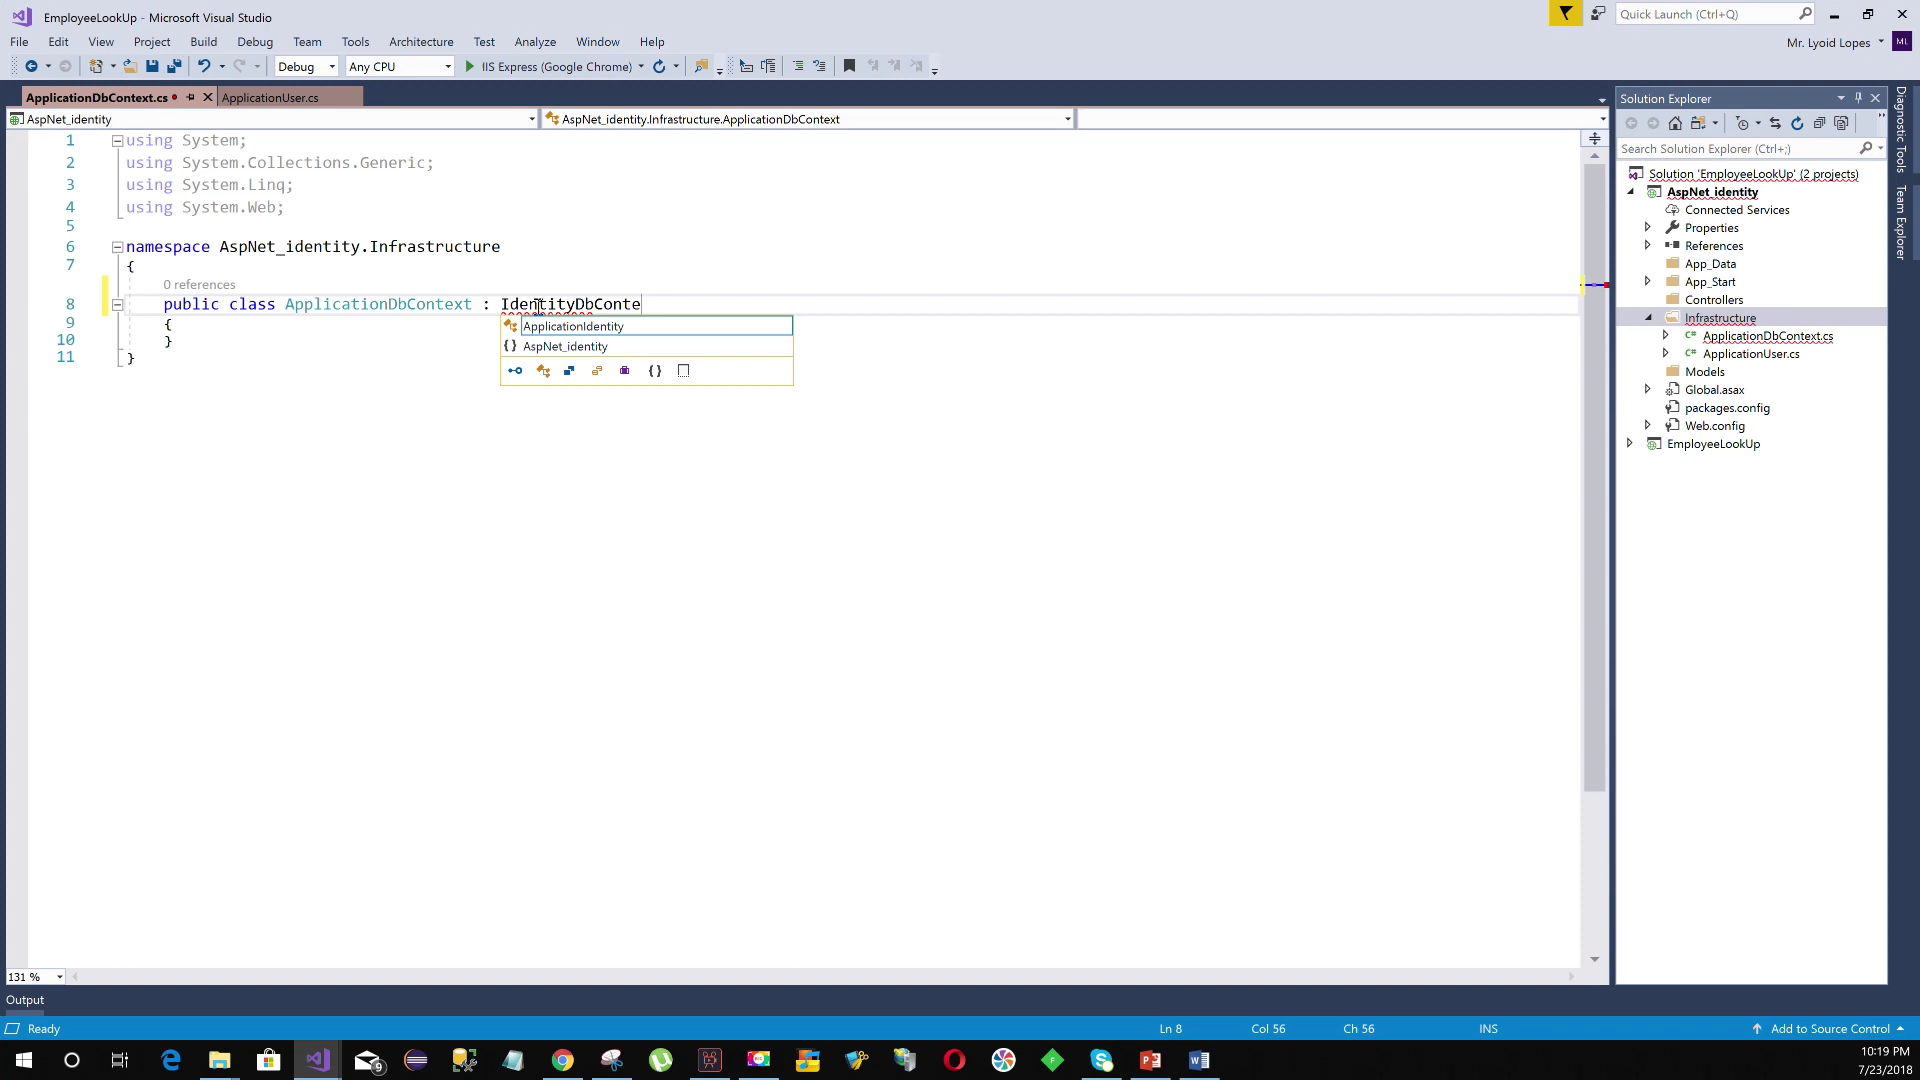 EmployeeLookUp - Microsoft Visual Studio
Quick Launch (Ctrl+Q)
File Edit View Project Build Debug Team Tools Architecture Test Analyze Window Help
Mr. Lyoid Lopes
ML
Debug
Any CPU
IIS Express (Google Chrome)
ApplicationDbContext.cs
ApplicationUser.cs
AspNet_identity
AspNet_identity.Infrastructure.ApplicationDbContext
1 using System;
2 using System.Collections.Generic;
3 using System.Linq;
4 using System.Web;
5
6 namespace AspNet_identity.Infrastructure
7 {
0 references
8 public class ApplicationDbContext : IdentityDbConte
9 {
10 }
11 }
ApplicationIdentity
{ } AspNet_identity
{ }
Solution Explorer
Search Solution Explorer (Ctrl+;)
Solution 'EmployeeLookUp' (2 projects)
AspNet_identity
Connected Services
Properties
References
App_Data
App_Start
Controllers
Infrastructure
C# ApplicationDbContext.cs
C# ApplicationUser.cs
Models
Global.asax
packages.config
Web.config
EmployeeLookUp
Diagnostic Tools
Team Explorer
131 %
Output
Ready
Ln 8
Col 56
Ch 56
INS
Add to Source Control
9
10:19 PM
7/23/2018